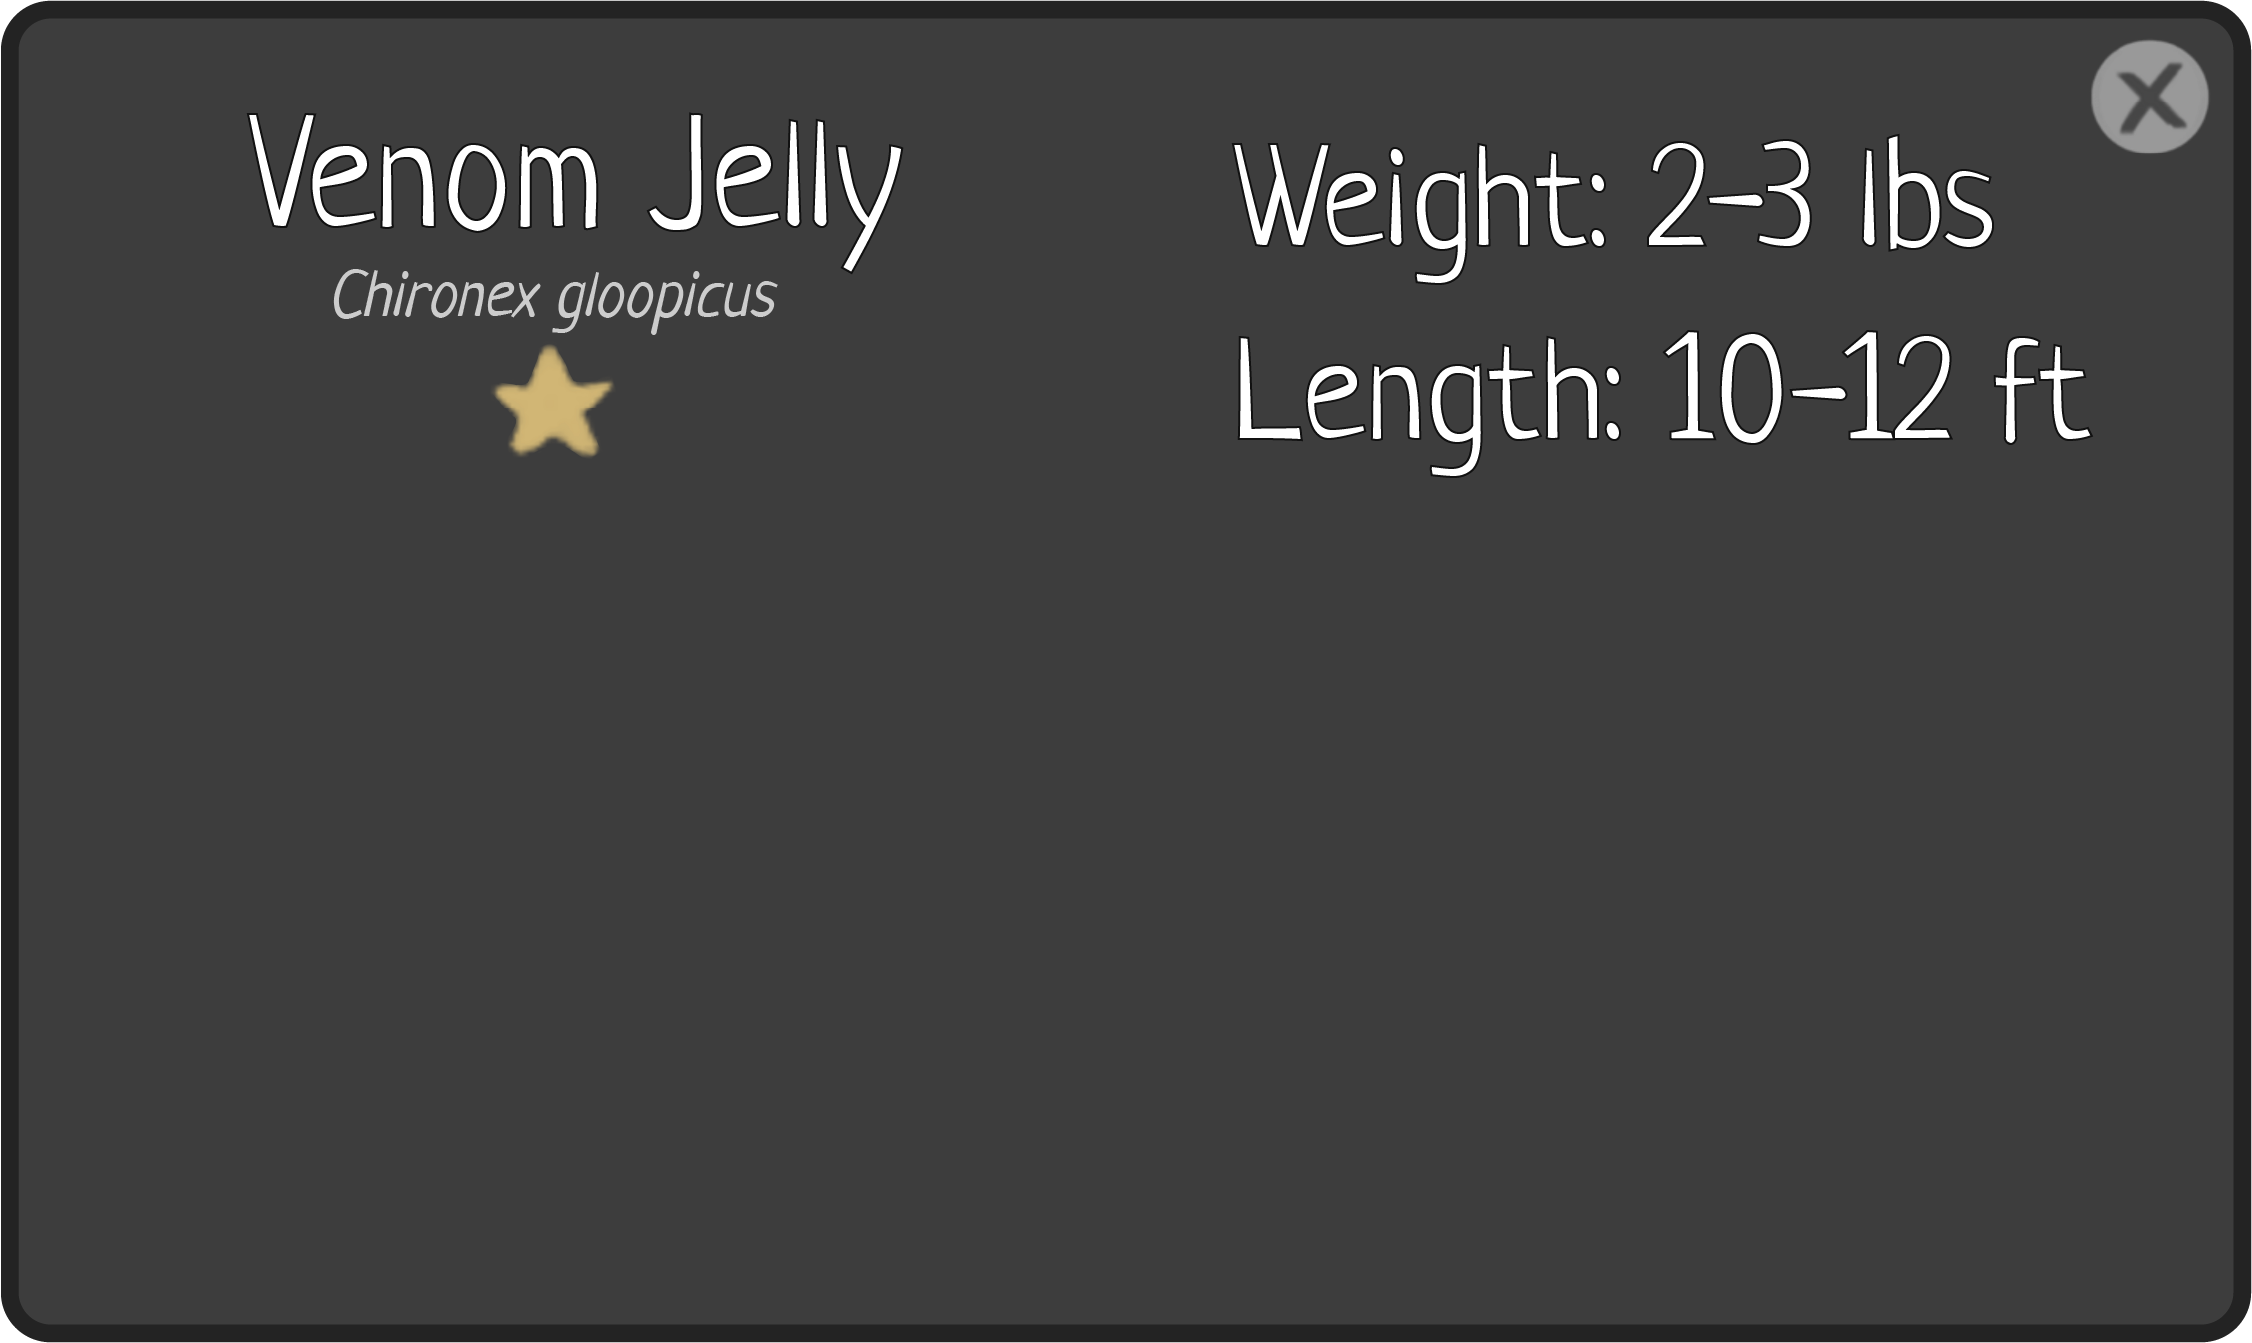 Venom Jelly
Chironex gloopicus
Weight: 2-3 lbs
Length: 10-12 ft